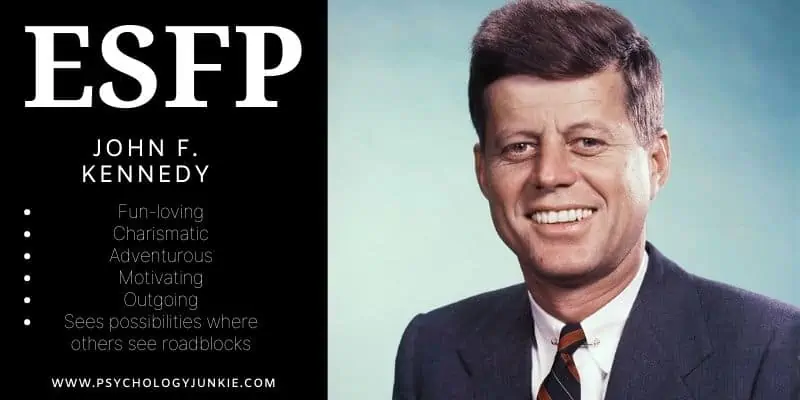 ESFP
JOHN F.
KENNEDY
Fun-loving
Charismatic
Adventurous
Motivating
Outgoing
Sees possibilities where
others see roadblocks
WWW.PSYCHOLOGYJUNKIE.COM